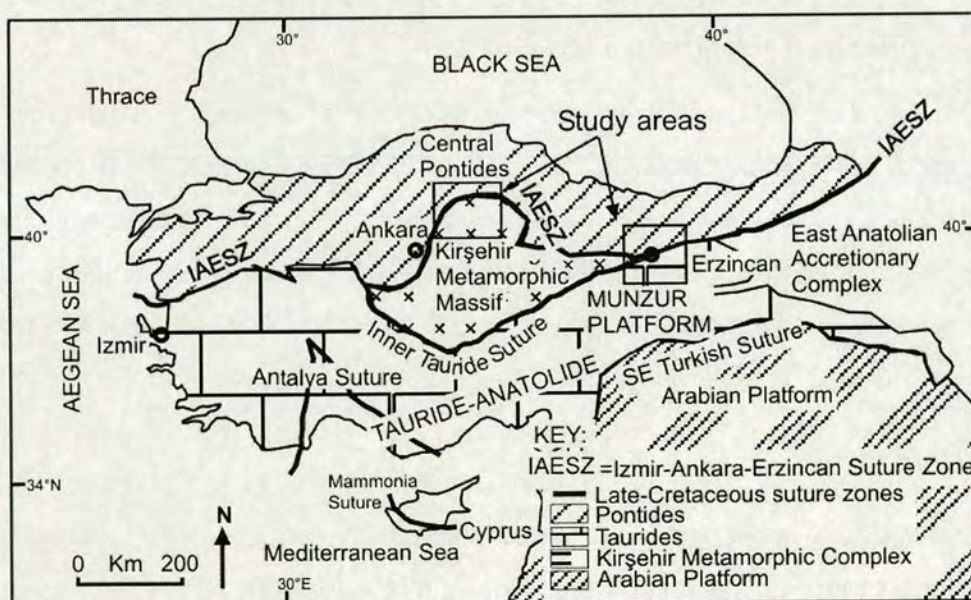 30°
40°
BLACK SEA
Thrace
Study areas
Central
Pontides
IAESZ
IAESZ
40°
Ankara
40°
IAESZ
Kirşehir
Metamorphic
Massif
Erzincan
East Anatolian
Accretionary
Complex
AEGEAN SEA
MUNZUR
PLATFORM
Izmir
Inner Tauride Suture
SE Turkish Suture
Antalya Suture
TAURIDE-ANATOLIDE
Arabian Platform
KEY:
IAESZ =Izmir-Ankara-Erzincan Suture Zone
34°N
Mammonia
Suture
Late-Cretaceous suture zones
Pontides
N
Cyprus
Taurides
Mediterranean Sea
Kirşehir Metamorphic Complex
0 Km 200
30°E
Arabian Platform